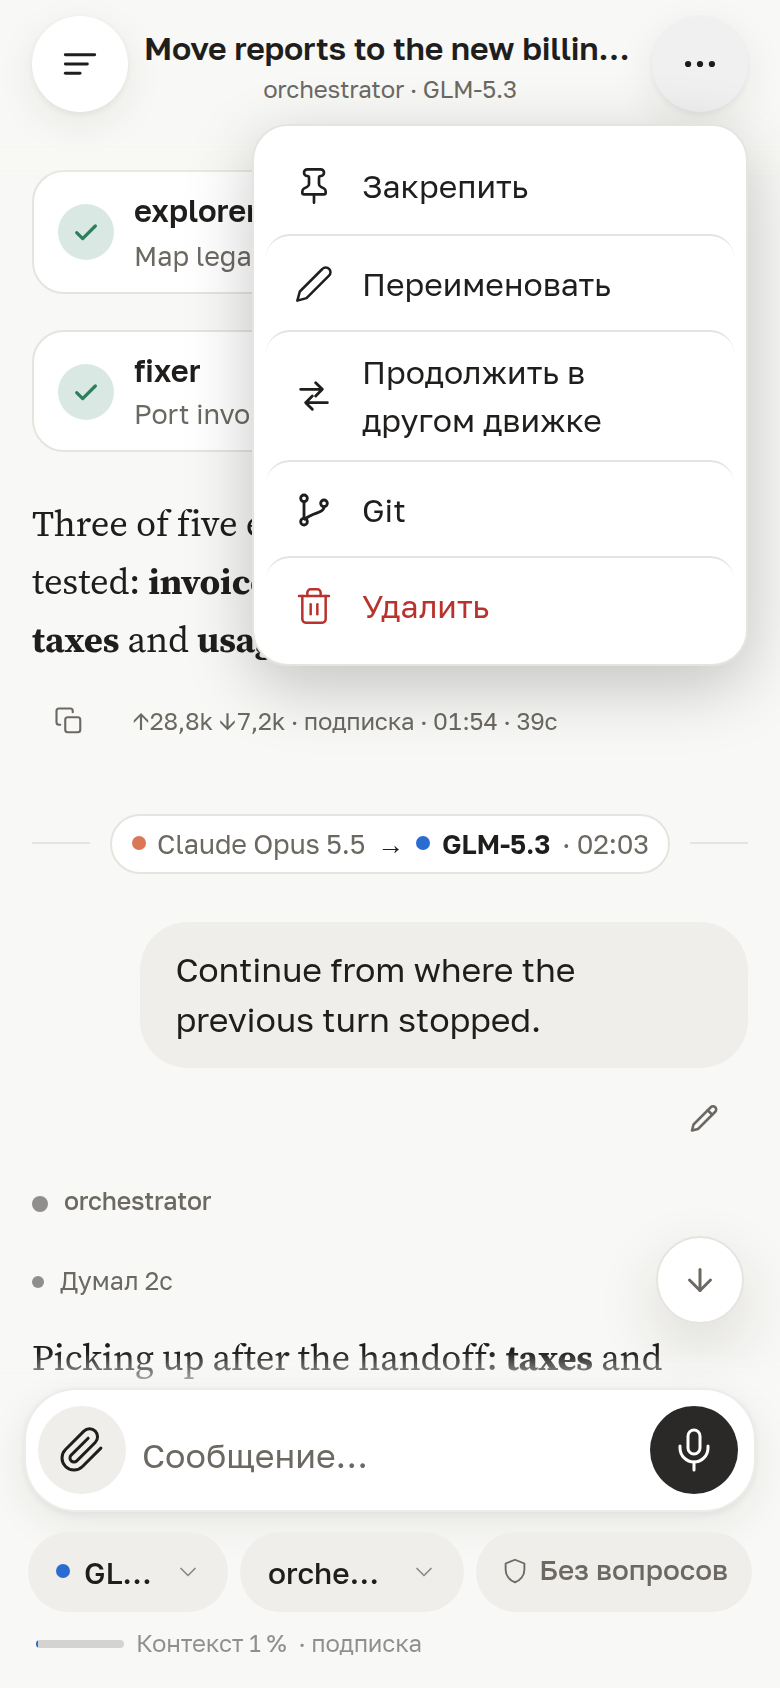 Move reports to the new billin…
orchestrator · GLM-5.3
Закрепить
Переименовать
Продолжить в
другом движке
Git
Удалить
explorer
Map lega
fixer
Port invo
Three of five
tested: invoic
taxes and usag
↑28,8k ↓7,2k · подписка · 01:54 · 39с
Claude Opus 5.5 → GLM-5.3 · 02:03
Continue from where the
previous turn stopped.
orchestrator
Думал 2с
Picking up after the handoff: taxes and
Сообщение…
GL… orche… Без вопросов
Контекст 1 % · подписка